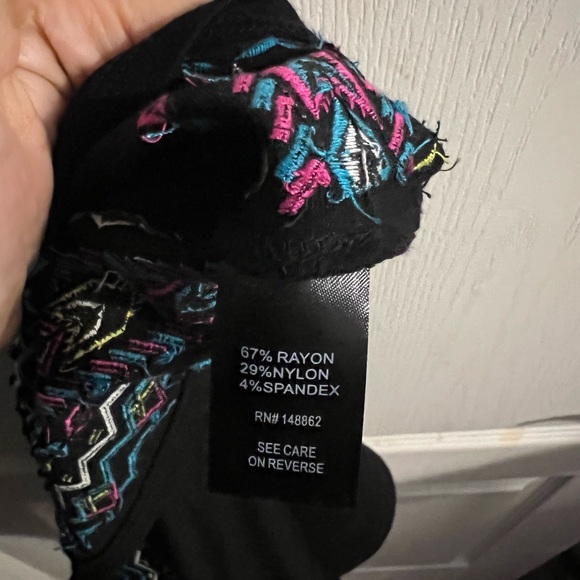 67% RAYON
29%NYLON
4%SPANDEX
RN# 148862
SEE CARE
ON REVERSE